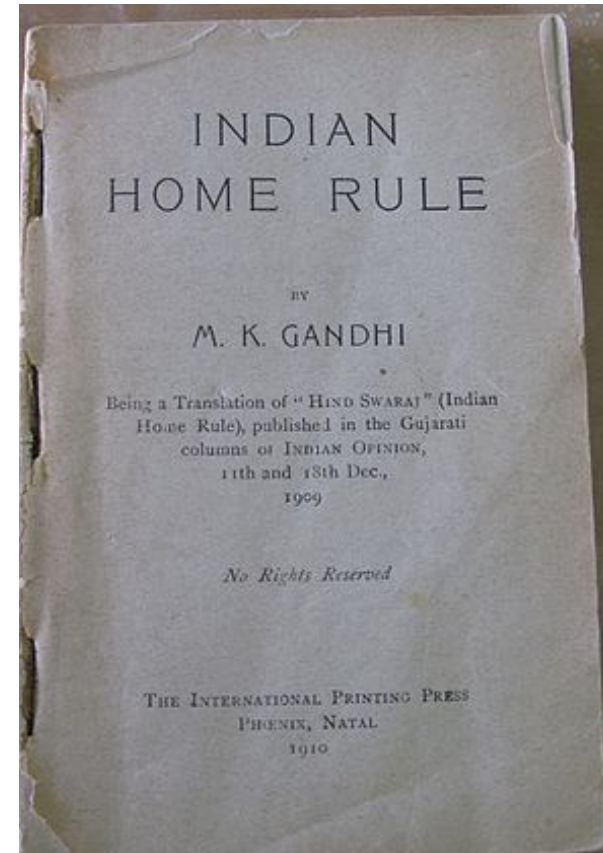 INDIAN
HOME RULE
BY
M. K. GANDHI
Being a Translation of "HIND SWARAJ" (Indian
Home Rule), published in the Gujarati
columns of INDIAN OPINION,
11th and 18th Dec.,
1909
No Rights Reserved
THE INTERNATIONAL PRINTING PRESS
PHŒNIX, NATAL
1910